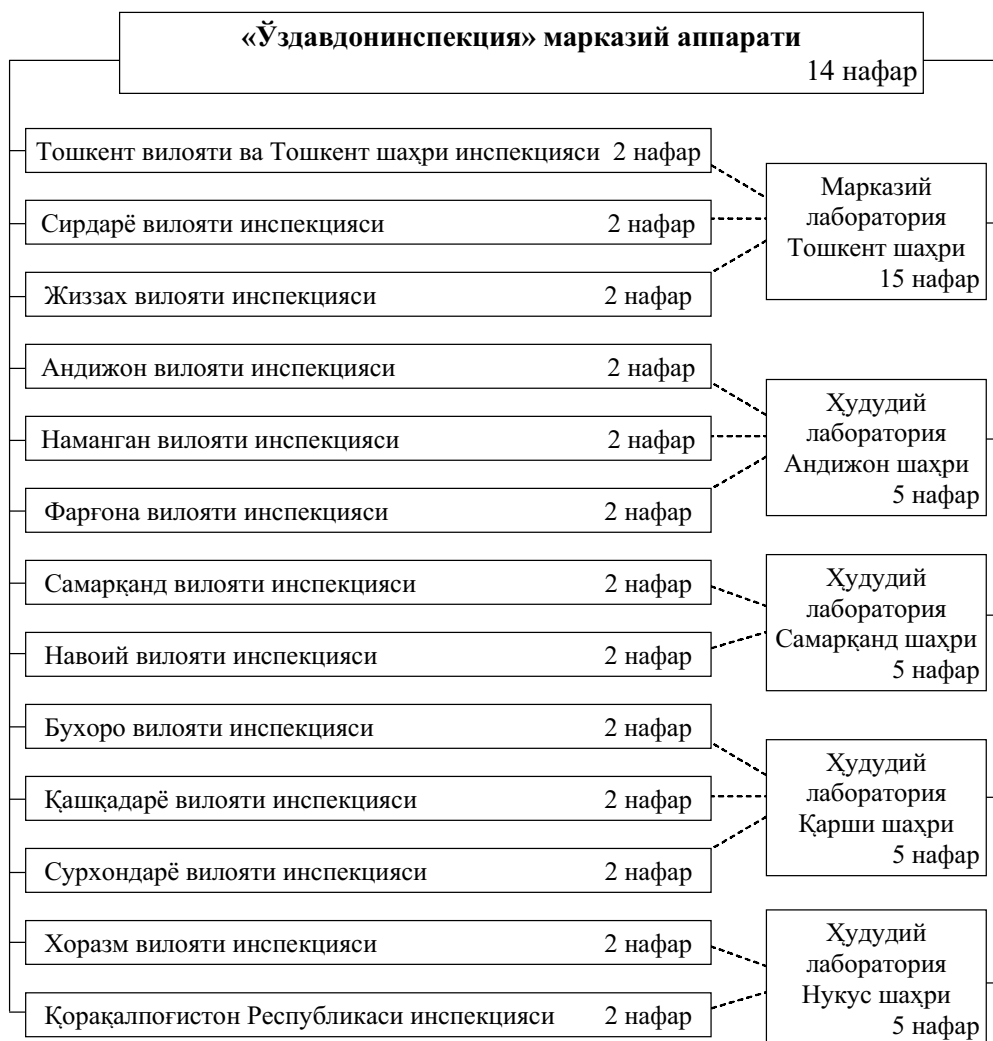 «Ўздавдонинспекция» марказий аппарати
14 нафар
Тошкент вилояти ва Тошкент шаҳри инспекцияси 2 нафар
Сирдарё вилояти инспекцияси 2 нафар
Жиззах вилояти инспекцияси 2 нафар
Марказий
лаборатория
Тошкент шаҳри
15 нафар
Андижон вилояти инспекцияси 2 нафар
Наманган вилояти инспекцияси 2 нафар
Фарғона вилояти инспекцияси 2 нафар
Ҳудудий
лаборатория
Андижон шаҳри
5 нафар
Самарқанд вилояти инспекцияси 2 нафар
Навоий вилояти инспекцияси 2 нафар
Ҳудудий
лаборатория
Самарқанд шаҳри
5 нафар
Бухоро вилояти инспекцияси 2 нафар
Қашқадарё вилояти инспекцияси 2 нафар
Сурхондарё вилояти инспекцияси 2 нафар
Ҳудудий
лаборатория
Қарши шаҳри
5 нафар
Хоразм вилояти инспекцияси 2 нафар
Қорақалпоғистон Республикаси инспекцияси 2 нафар
Ҳудудий
лаборатория
Нукус шаҳри
5 нафар